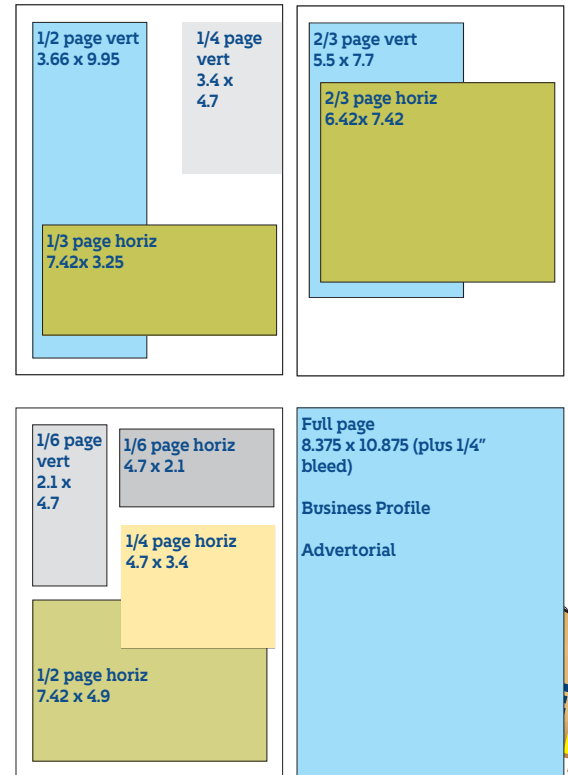 1/2 page vert
3.66 x 9.95
1/4 page
vert
3.4 x
4.7
1/3 page horiz
7.42x 3.25
2/3 page vert
5.5 x 7.7
2/3 page horiz
6.42x 7.42
1/6 page
vert
2.1 x
4.7
1/6 page horiz
4.7 x 2.1
1/4 page horiz
4.7 x 3.4
1/2 page horiz
7.42 x 4.9
Full page
8.375 x 10.875 (plus 1/4”
bleed)
Business Profile
Advertorial